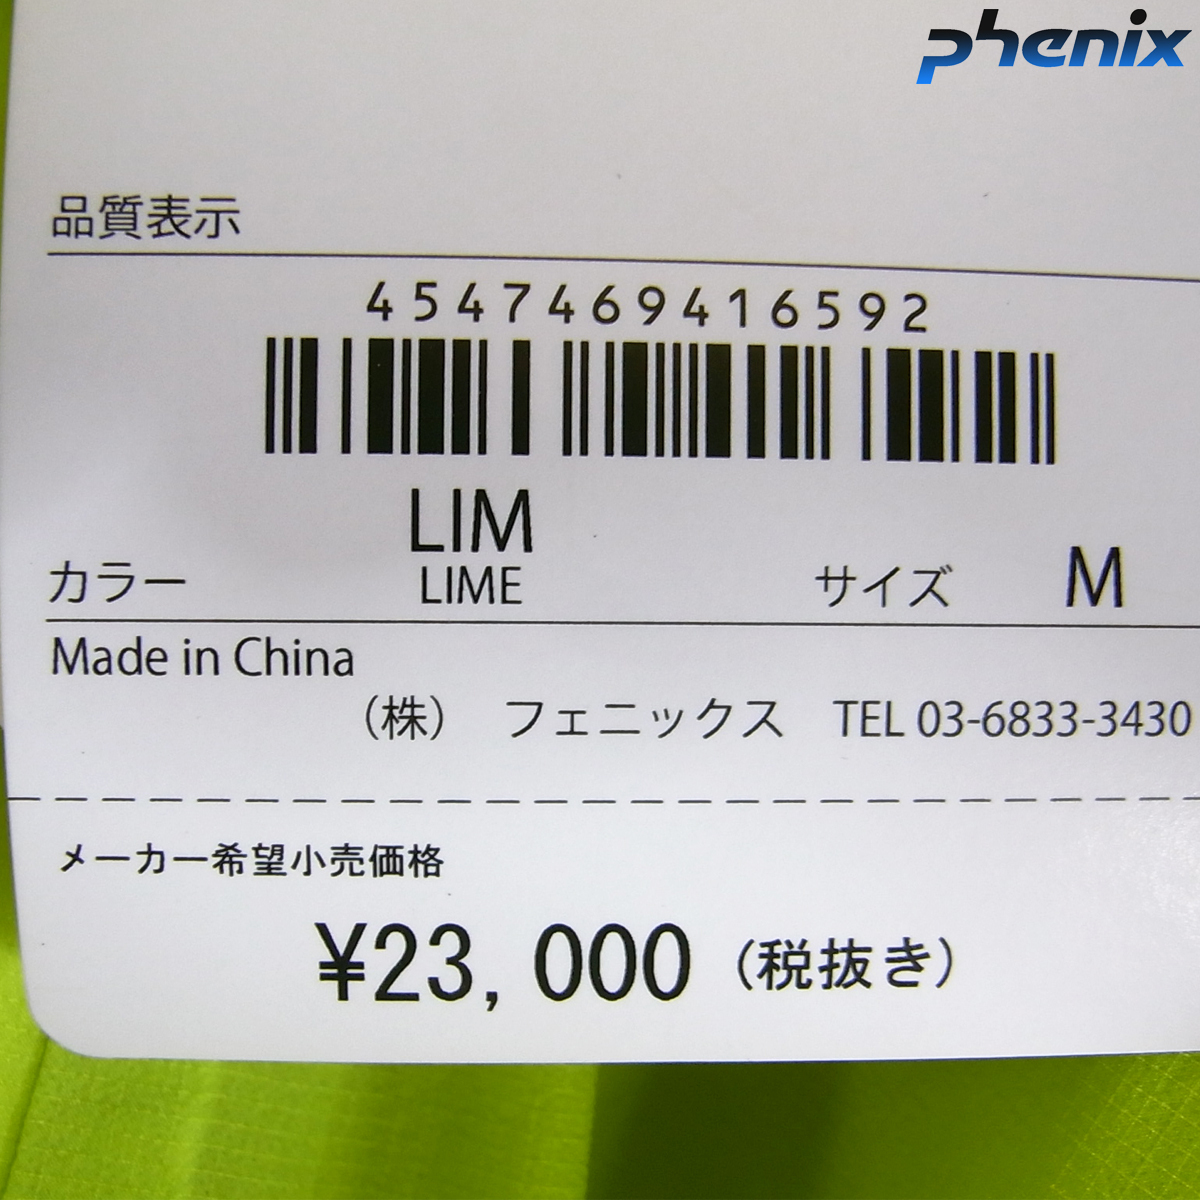 phenix
品質表示
4547469416592
LIM
カラー LIME サイズ M
Made in China
(株) フェニックス TEL 03-6833-3430
メーカー希望小売価格
¥23,000 (税抜き)